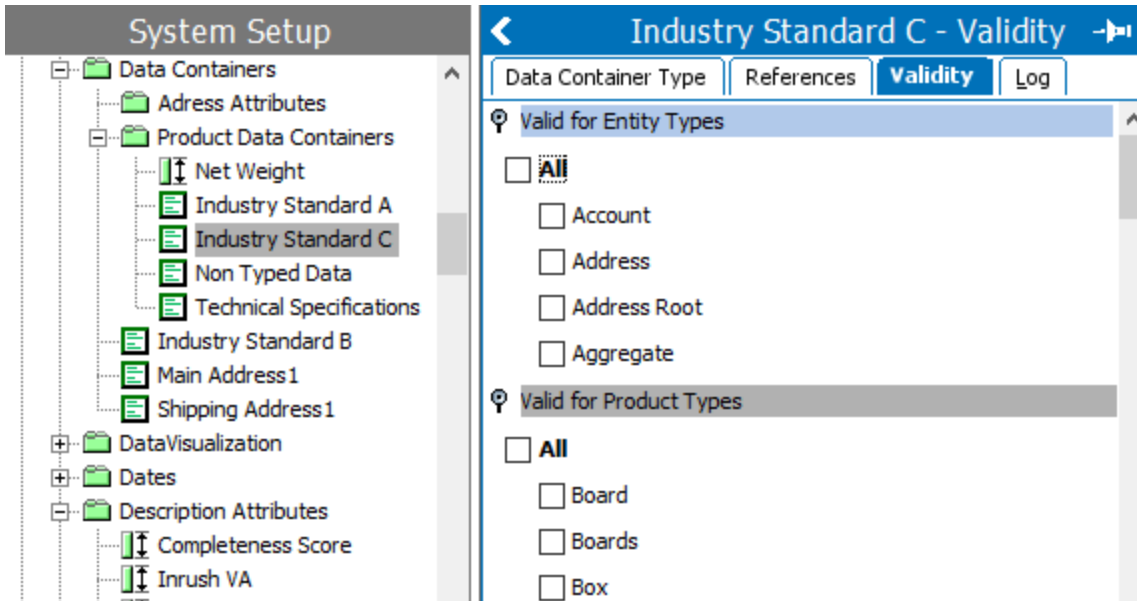 System Setup
Data Containers
Adress Attributes
Product Data Containers
Net Weight
Industry Standard A
Industry Standard C
Non Typed Data
Technical Specifications
Industry Standard B
Main Address1
Shipping Address1
DataVisualization
Dates
Description Attributes
Completeness Score
Inrush VA
Industry Standard C - Validity
Data Container Type References Validity Log
Valid for Entity Types
All
Account
Address
Address Root
Aggregate
Valid for Product Types
All
Board
Boards
Box